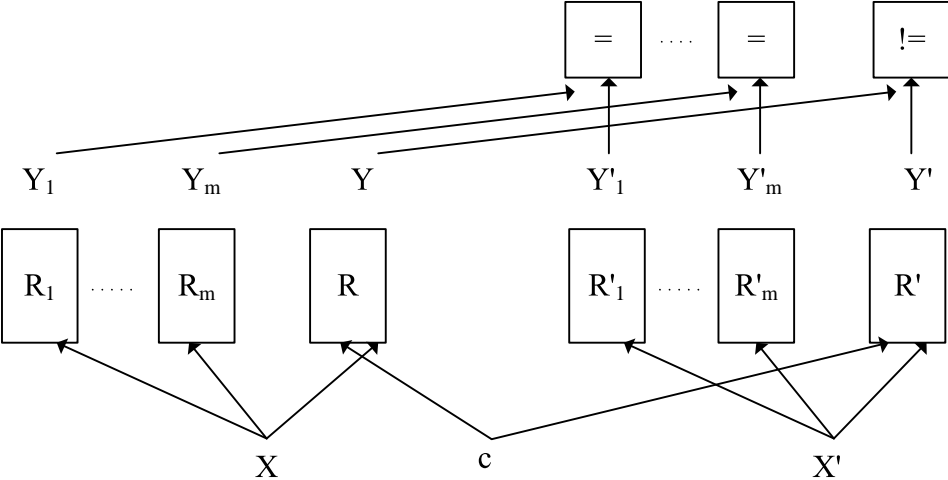 = .... = !=
Y1 Ym Y Y'1 Y'm Y'
R1 ..... Rm R R'1 ..... R'm R'
X c X'